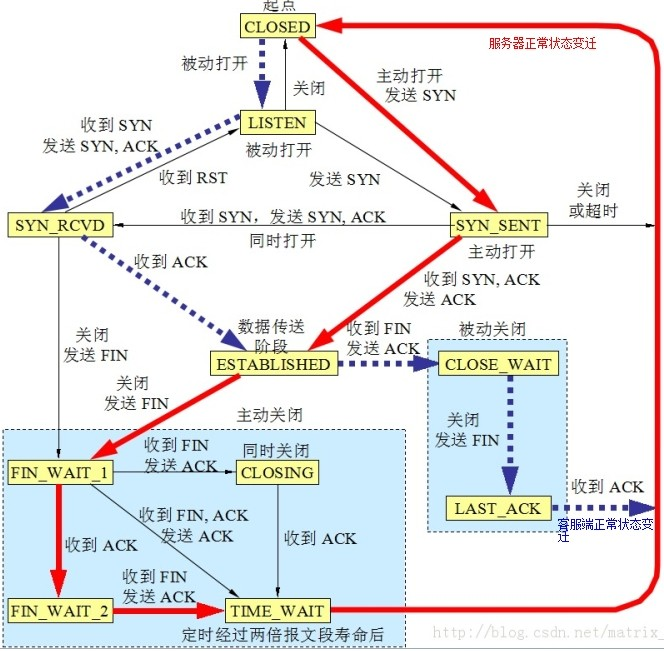 起点
CLOSED
服务器正常状态变迁
被动打开
关闭
主动打开
发送 SYN
LISTEN
被动打开
收到 SYN
发送 SYN, ACK
收到 RST
发送 SYN
关闭
或超时
SYN_RCVD
收到 SYN，发送 SYN, ACK
同时打开
SYN_SENT
主动打开
收到 ACK
收到 SYN, ACK
发送 ACK
关闭
发送 FIN
数据传送
阶段
ESTABLISHED
收到 FIN
发送 ACK
被动关闭
CLOSE_WAIT
关闭
发送 FIN
关闭
发送 FIN
主动关闭
LAST_ACK
收到 ACK
客服端正常状态变
迁
FIN_WAIT_1
收到 FIN
发送 ACK
同时关闭
CLOSING
收到 ACK
收到 FIN, ACK
发送 ACK
收到 ACK
FIN_WAIT_2
收到 FIN
发送 ACK
TIME_WAIT
定时经过两倍报文段寿命后
http://blog.csdn.net/matrix_